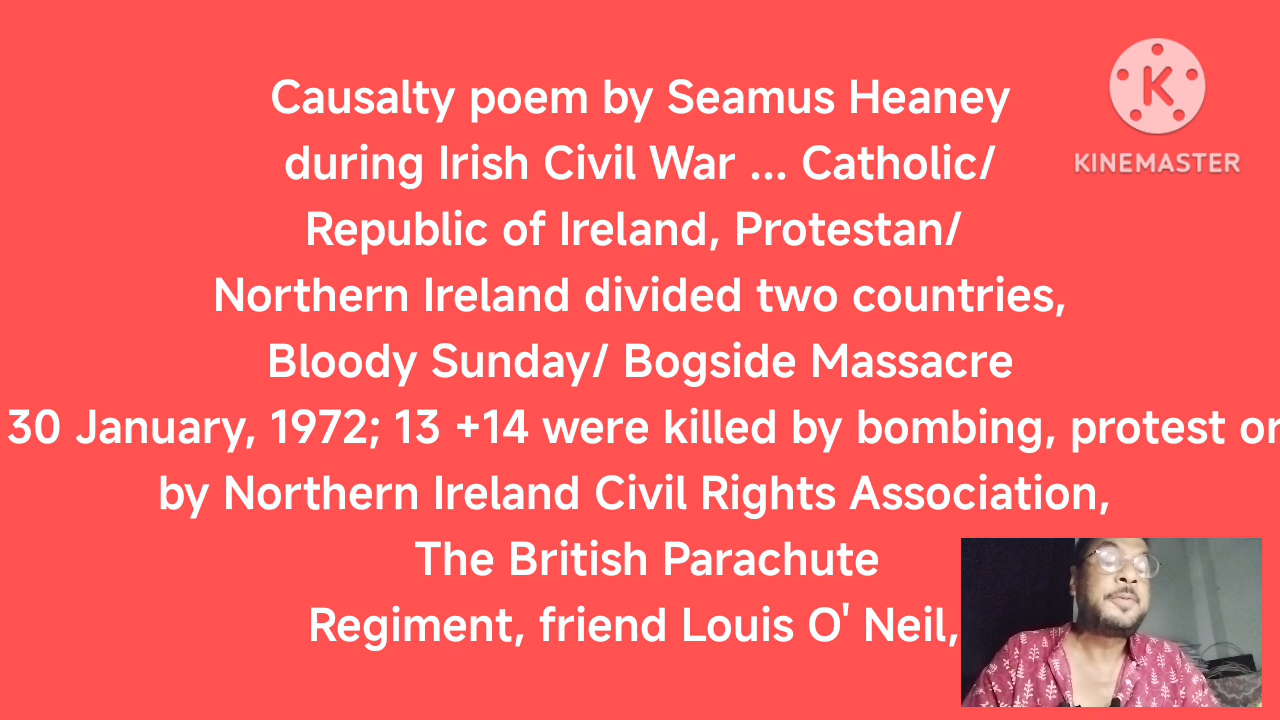 Causalty poem by Seamus Heaney
during Irish Civil War ... Catholic/
Republic of Ireland, Protestan/
Northern Ireland divided two countries,
Bloody Sunday/ Bogside Massacre
30 January, 1972; 13 +14 were killed by bombing, protest or
by Northern Ireland Civil Rights Association,
The British Parachute
Regiment, friend Louis O' Neil,
K
KINEMASTER